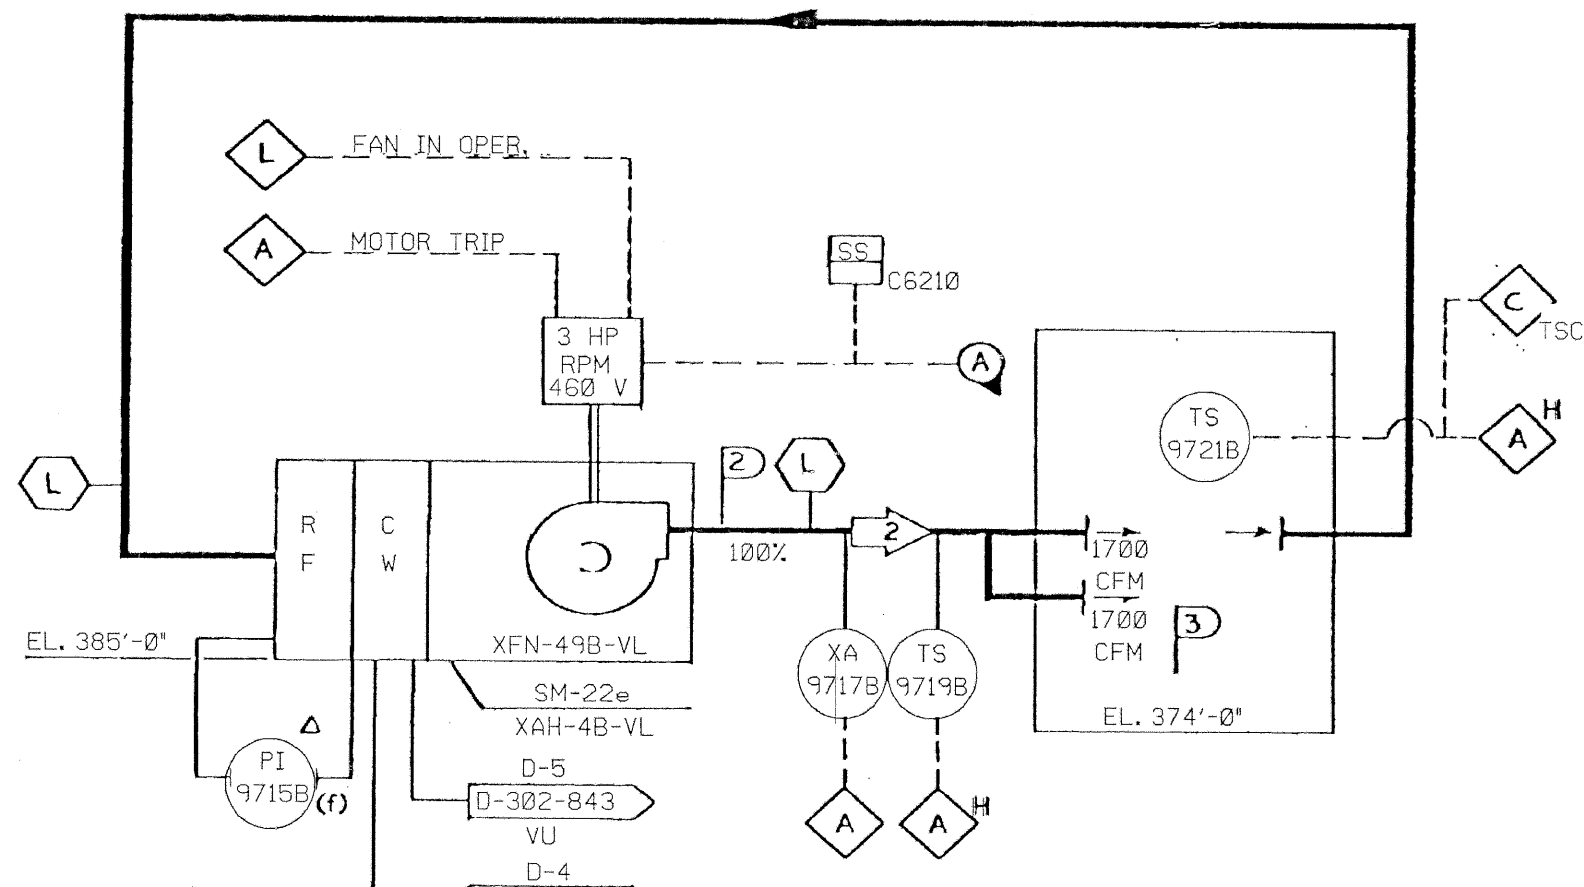 L
FAN IN OPER.
A
MOTOR TRIP
SS
C6210
3 HP
RPM
460 V
A
C
TSC
TS
9721B
A
H
L
2
L
R
F
C
W
100%
2
1700
CFM
1700
CFM
3
EL. 385'-0"
XFN-49B-VL
SM-22e
XAH-4B-VL
XA
9717B
TS
9719B
EL. 374'-0"
Δ
PI
9715B
(f)
D-5
D-302-843
VU
A
A
H
D-4